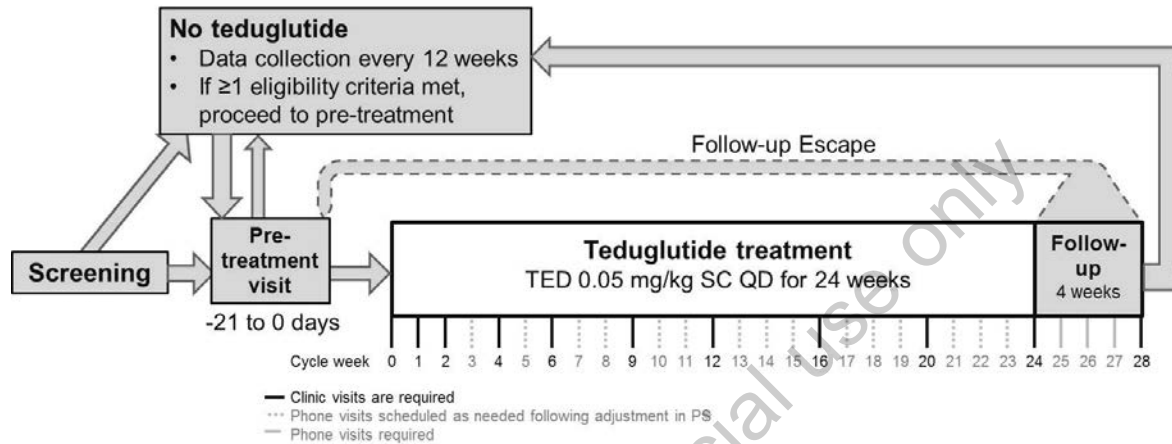 No teduglutide
• Data collection every 12 weeks
• If ≥1 eligibility criteria met,
proceed to pre-treatment
Follow-up Escape
Screening
Pre-
treatment
visit
-21 to 0 days
Teduglutide treatment
TED 0.05 mg/kg SC QD for 24 weeks
Follow-
up
4 weeks
Cycle week 0 1 2 3 4 5 6 7 8 9 10 11 12 13 14 15 16 17 18 19 20 21 22 23 24 25 26 27 28
Clinic visits are required
Phone visits scheduled as needed following adjustment in PS
Phone visits required
cial use only